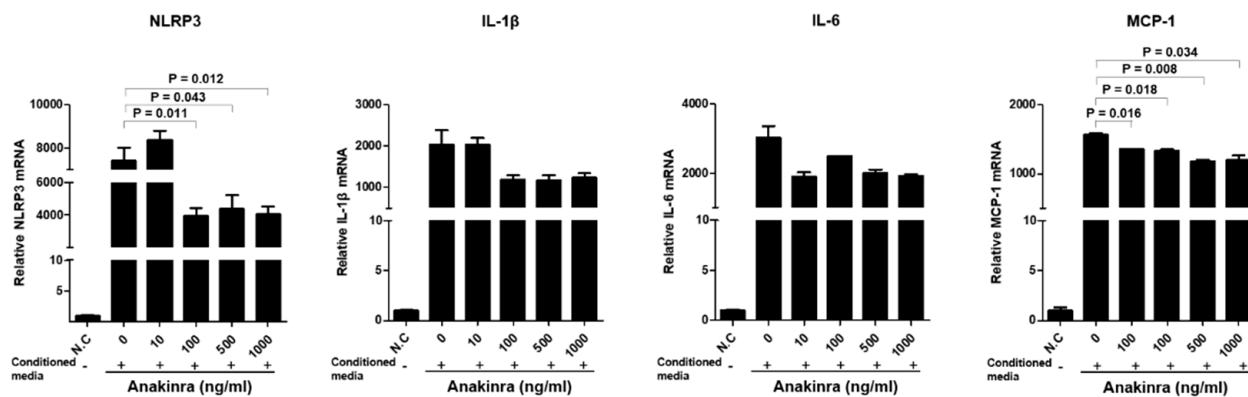 NLRP3
P = 0.012
P = 0.043
P = 0.011
Relative NLRP3 mRNA
10000
8000
6000
4000
2000
10
5
N.C 0 10 100 500 1000
Conditioned media - + + + + +
Anakinra (ng/ml)
IL-1β
Relative IL-1β mRNA
3000
2000
1000
10
5
0
N.C 0 10 100 500 1000
Conditioned media - + + + + +
Anakinra (ng/ml)
IL-6
Relative IL-6 mRNA
4000
2000
10
5
0
N.C 0 10 100 500 1000
Conditioned media - + + + + +
Anakinra (ng/ml)
MCP-1
P = 0.034
P = 0.008
P = 0.018
P = 0.016
Relative MCP-1 mRNA
2000
1000
10
5
0
N.C 0 100 100 500 1000
Conditioned media - + + + + +
Anakinra (ng/ml)